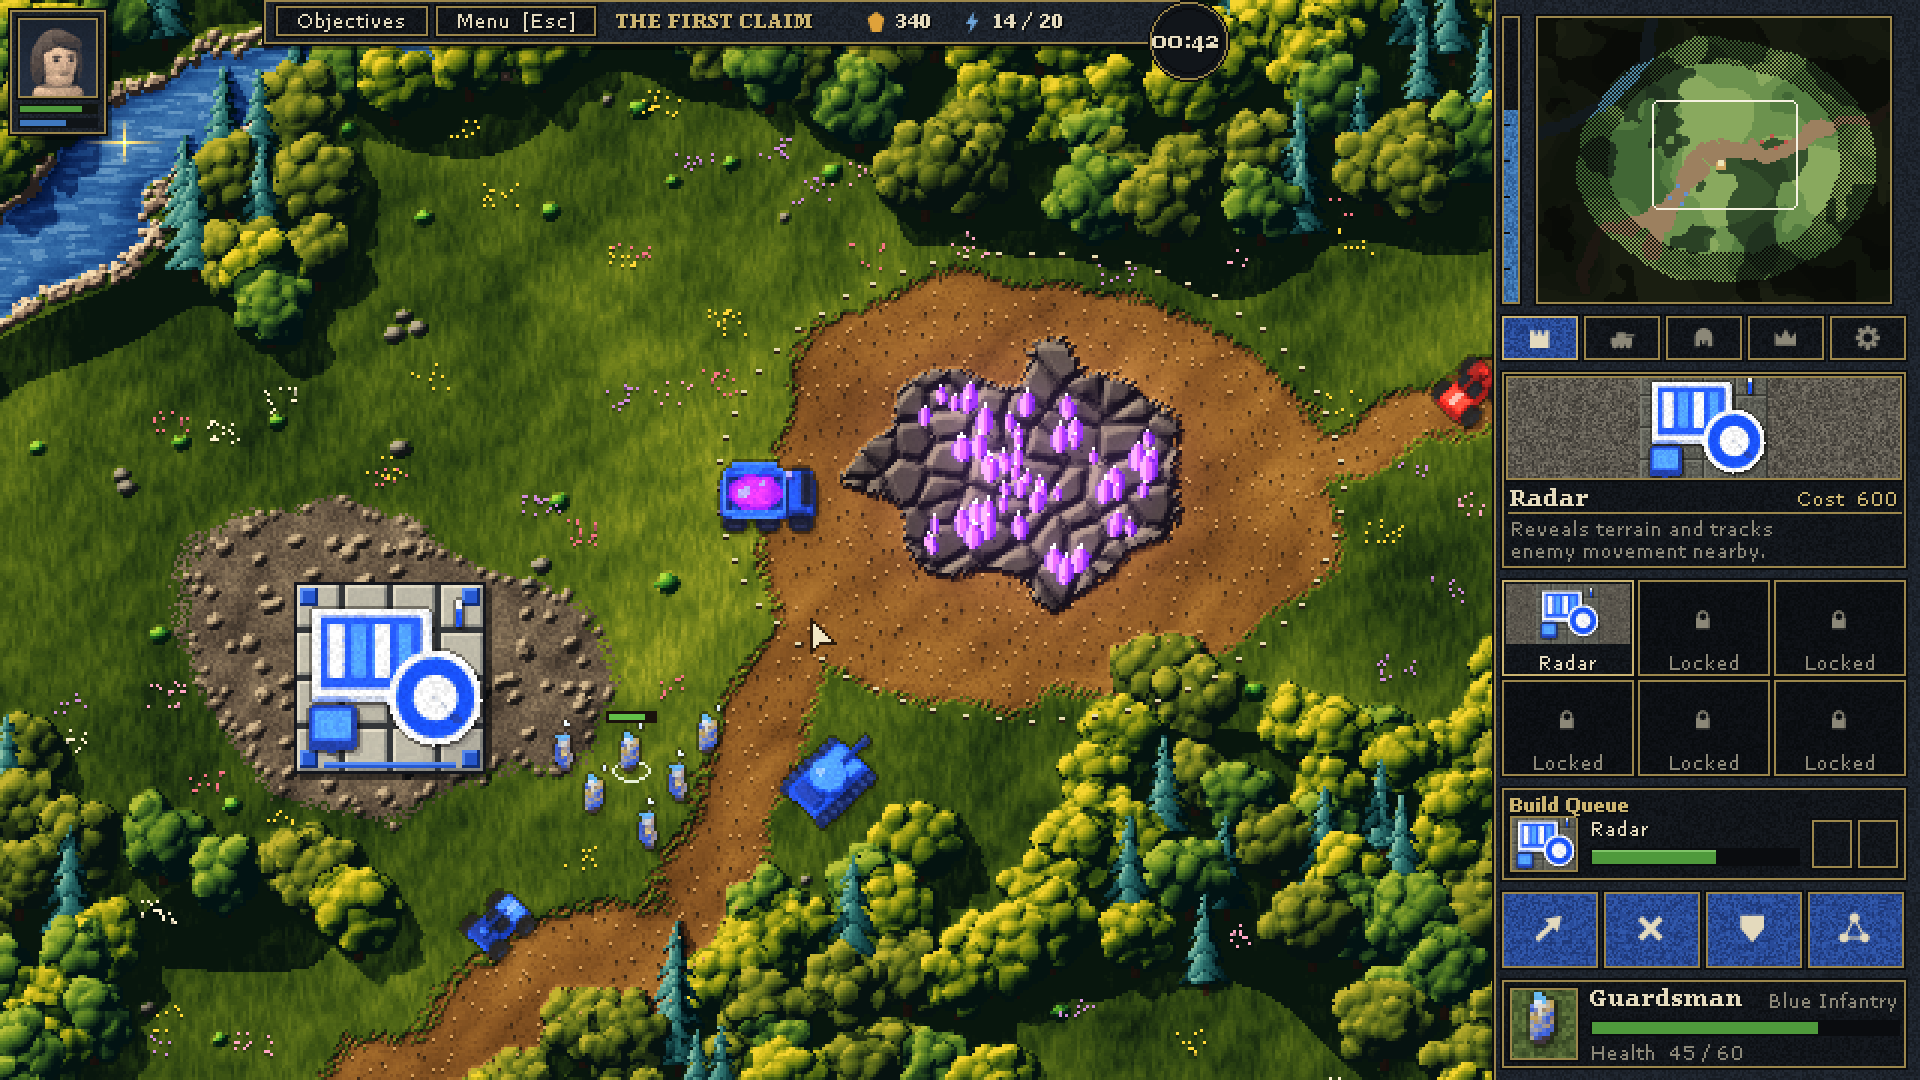 Objectives
Menu [Esc]
THE FIRST CLAIM
340
14 / 20
00:42
Radar
Cost 600
Reveals terrain and tracks
enemy movement nearby.
Radar
Locked
Locked
Locked
Locked
Locked
Build Queue
Radar
Guardsman
Blue Infantry
Health 45 / 60